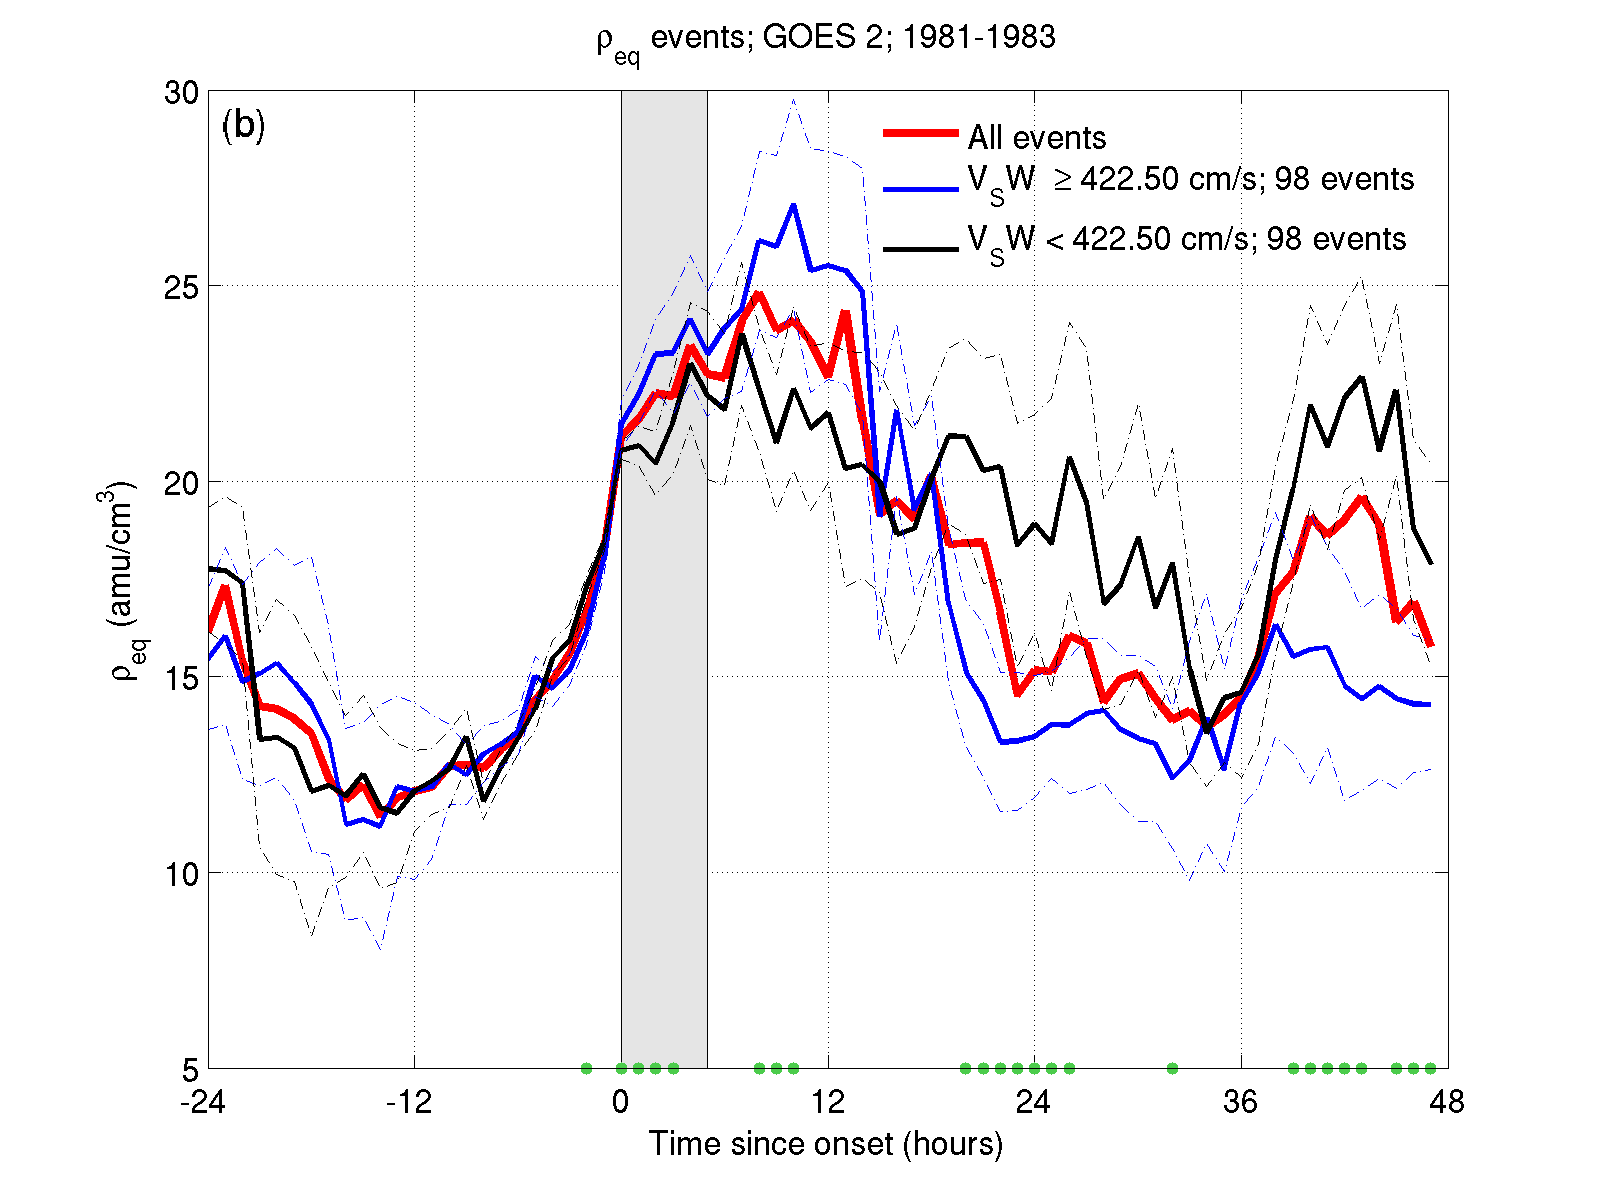 ρeq events; GOES 2; 1981-1983
(b)
All events
VSW ≥ 422.50 cm/s; 98 events
VSW < 422.50 cm/s; 98 events
30
25
20
15
10
5
ρeq (amu/cm3)
-24 -12 0 12 24 36 48
Time since onset (hours)